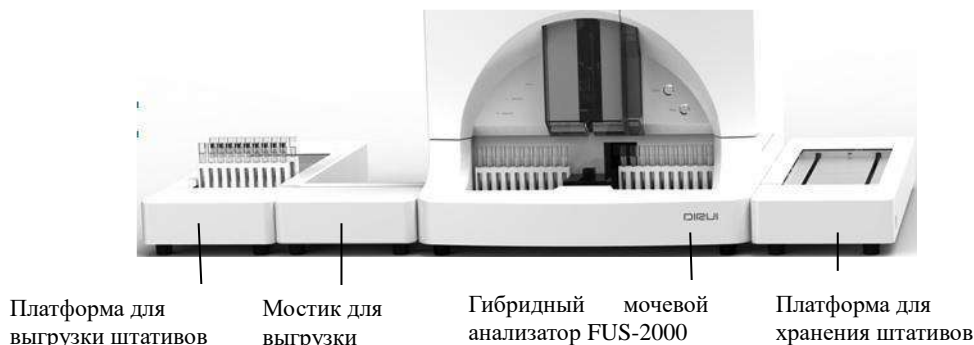 DIRUI
Платформа для
выгрузки штативов
Мостик для
выгрузки
Гибридный мочевой
анализатор FUS-2000
Платформа для
хранения штативов